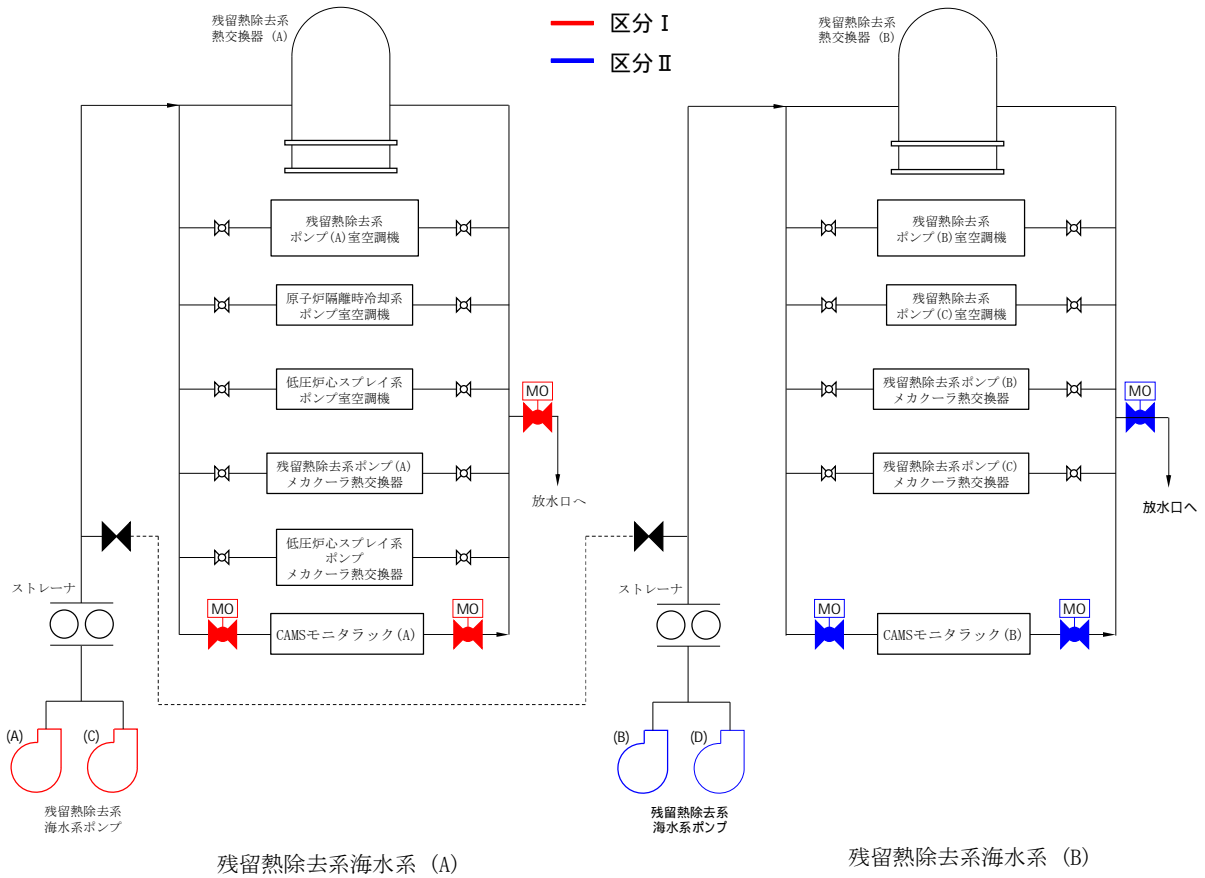 残留熱除去系
熱交換器 (A)
区分Ⅰ
区分Ⅱ
残留熱除去系
熱交換器 (B)
残留熱除去系
ポンプ(A)室空調機
原子炉隔離時冷却系
ポンプ室空調機
低圧炉心スプレイ系
ポンプ室空調機
残留熱除去系ポンプ(A)
メカクーラ熱交換器
低圧炉心スプレイ系
ポンプ
メカクーラ熱交換器
MO
CAMSモニタラック(A)
MO
MO
放水口へ
ストレーナ
(A)
(C)
残留熱除去系
海水系ポンプ
残留熱除去系海水系 (A)
残留熱除去系
ポンプ(B)室空調機
残留熱除去系
ポンプ(C)室空調機
残留熱除去系ポンプ(B)
メカクーラ熱交換器
残留熱除去系ポンプ(C)
メカクーラ熱交換器
MO
CAMSモニタラック(B)
MO
MO
放水口へ
ストレーナ
(B)
(D)
残留熱除去系
海水系ポンプ
残留熱除去系海水系 (B)